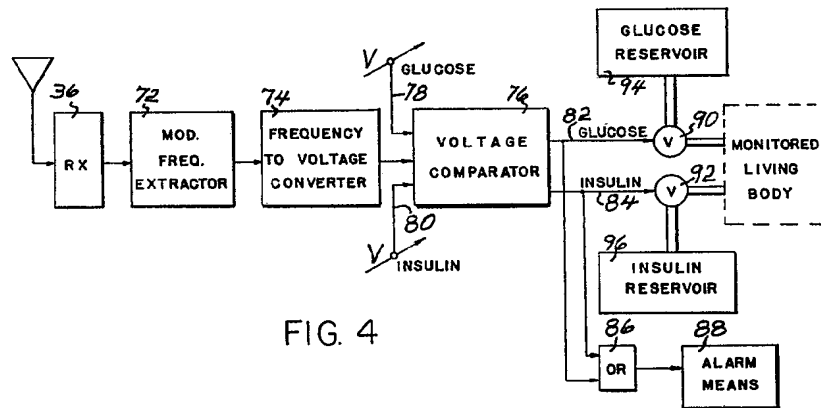 GLUCOSE
RESERVOIR
94
V
GLUCOSE
78
36
RX
72
MOD.
FREQ.
EXTRACTOR
74
FREQUENCY
TO VOLTAGE
CONVERTER
76
VOLTAGE
COMPARATOR
82
GLUCOSE
V
90
MONITORED
LIVING
BODY
INSULIN
84
V
92
80
V
INSULIN
96
INSULIN
RESERVOIR
FIG. 4
86
OR
88
ALARM
MEANS